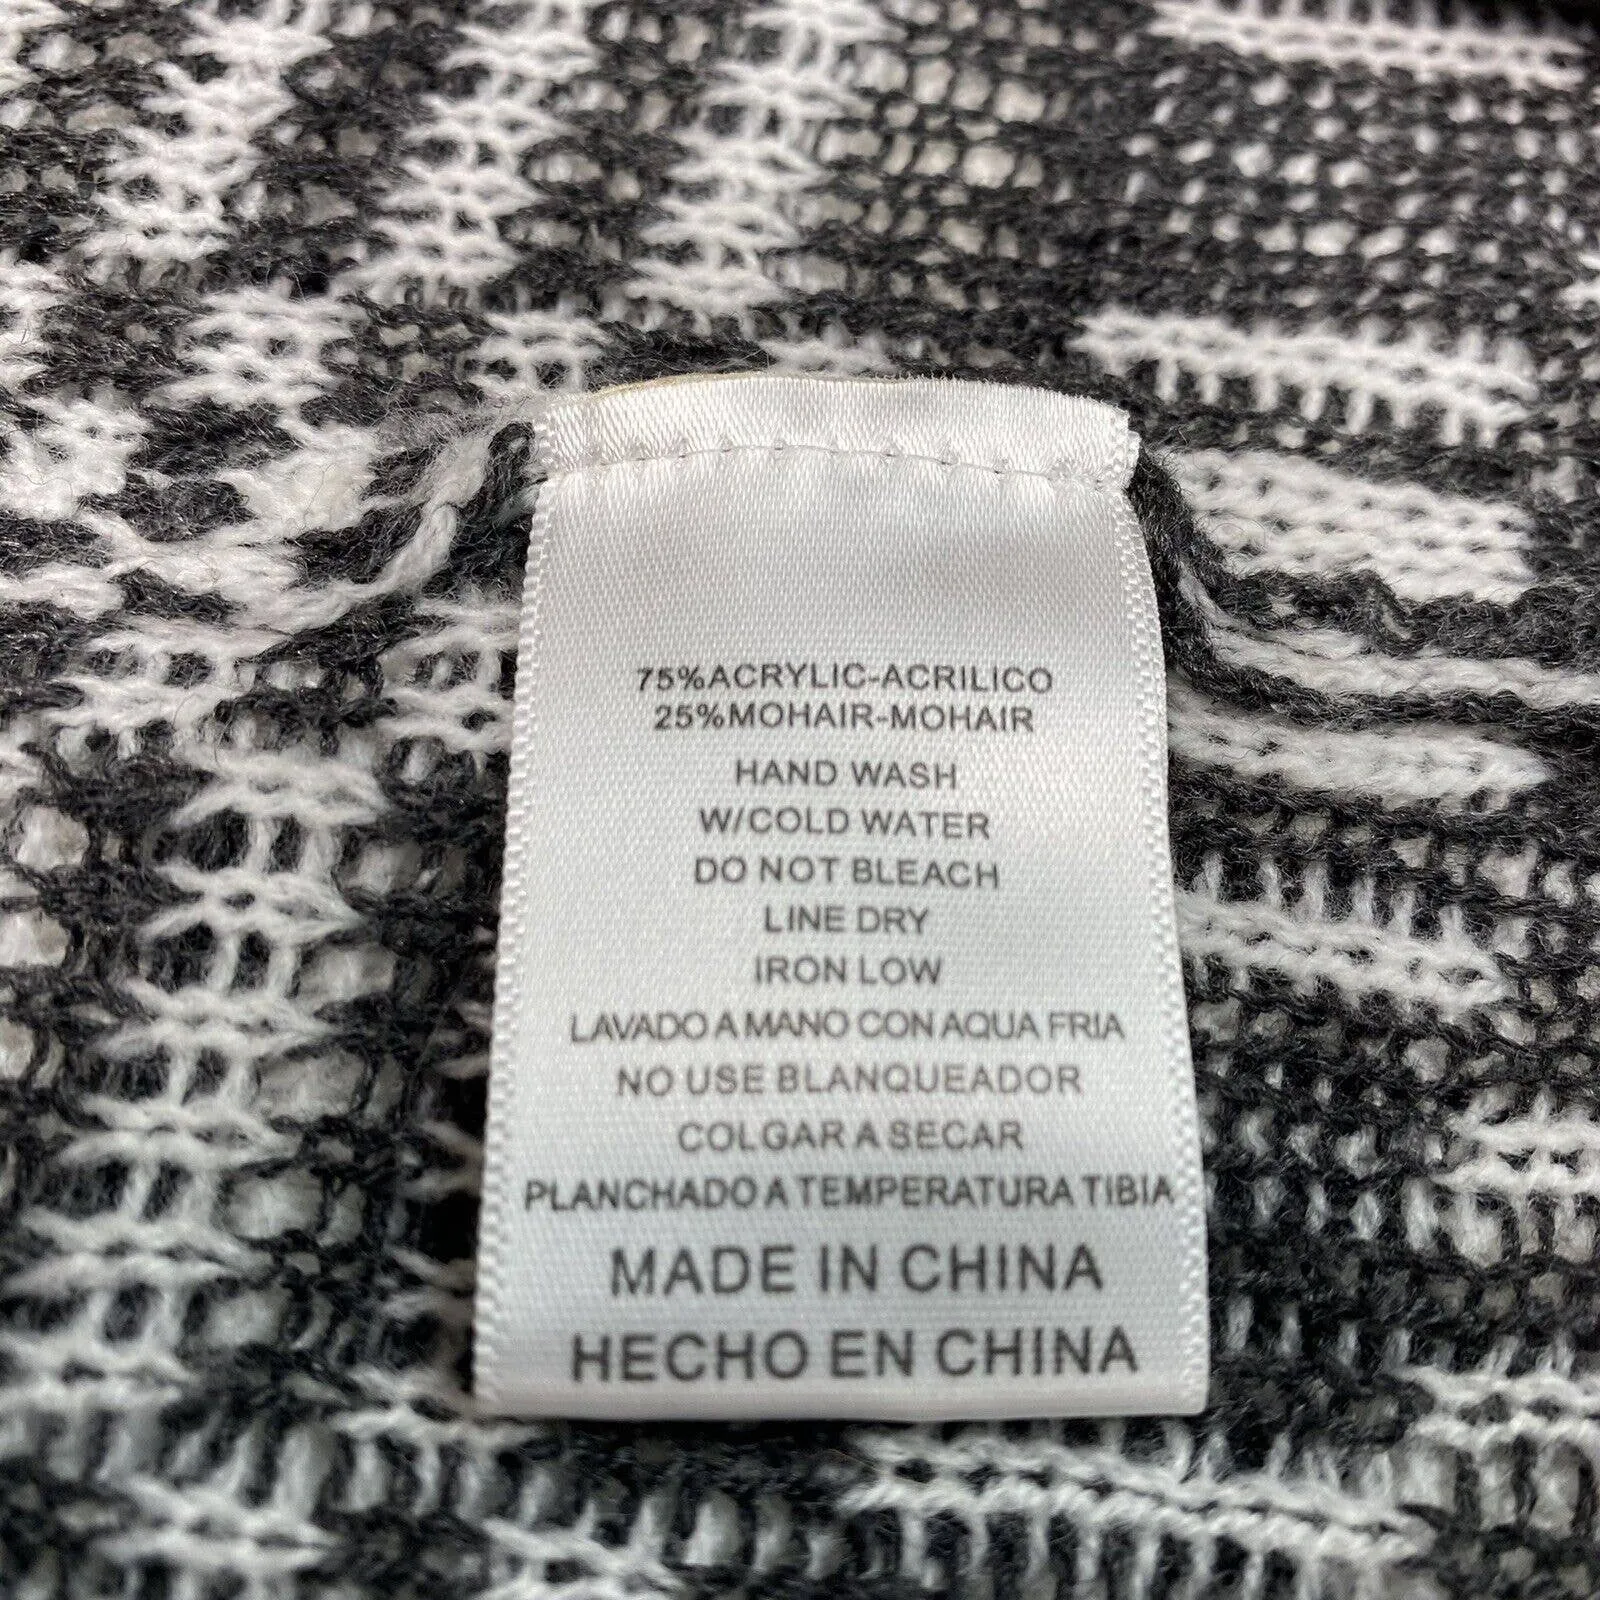 75%ACRYLIC-ACRILICO
25%MOHAIR-MOHAIR
HAND WASH
W/COLD WATER
DO NOT BLEACH
LINE DRY
IRON LOW
LAVADO A MANO CON AQUA FRIA
NO USE BLANQUEADOR
COLGAR A SECAR
PLANCHADO A TEMPERATURA TIBIA
MADE IN CHINA
HECHO EN CHINA